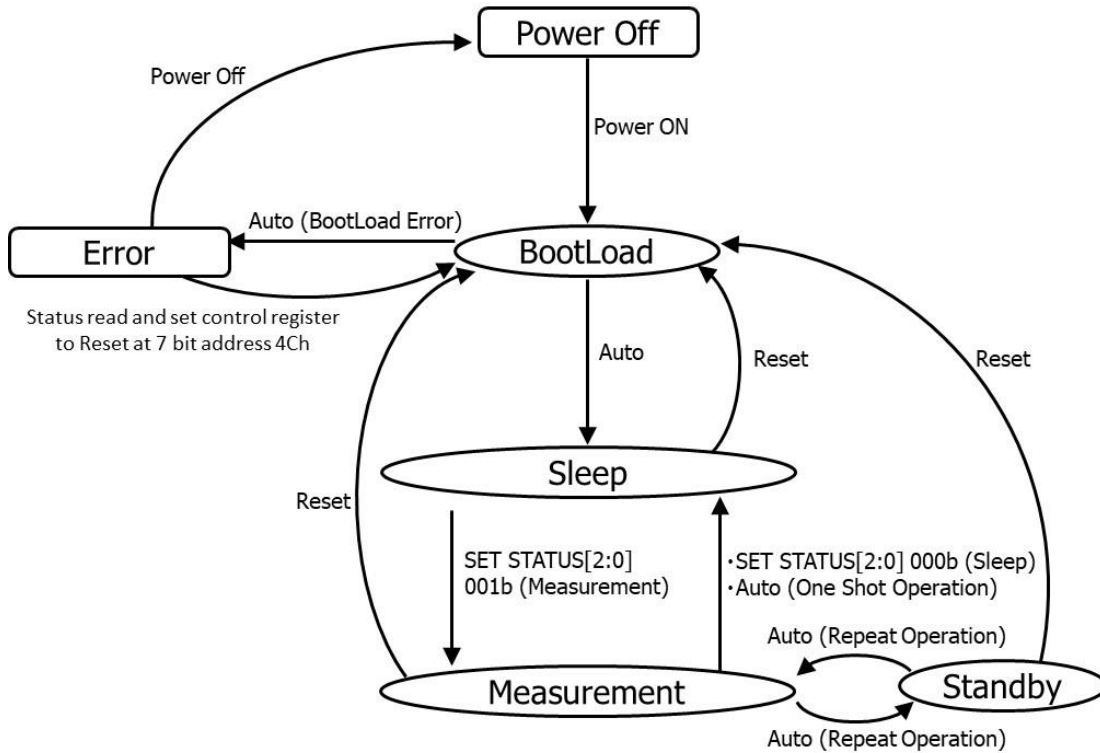 Power Off
Power Off
Power ON
Auto (BootLoad Error)
Error
BootLoad
Status read and set control register
to Reset at 7 bit address 4Ch
Auto
Reset
Reset
Sleep
Reset
SET STATUS[2:0]
001b (Measurement)
・SET STATUS[2:0] 000b (Sleep)
・Auto (One Shot Operation)
Auto (Repeat Operation)
Measurement
Standby
Auto (Repeat Operation)